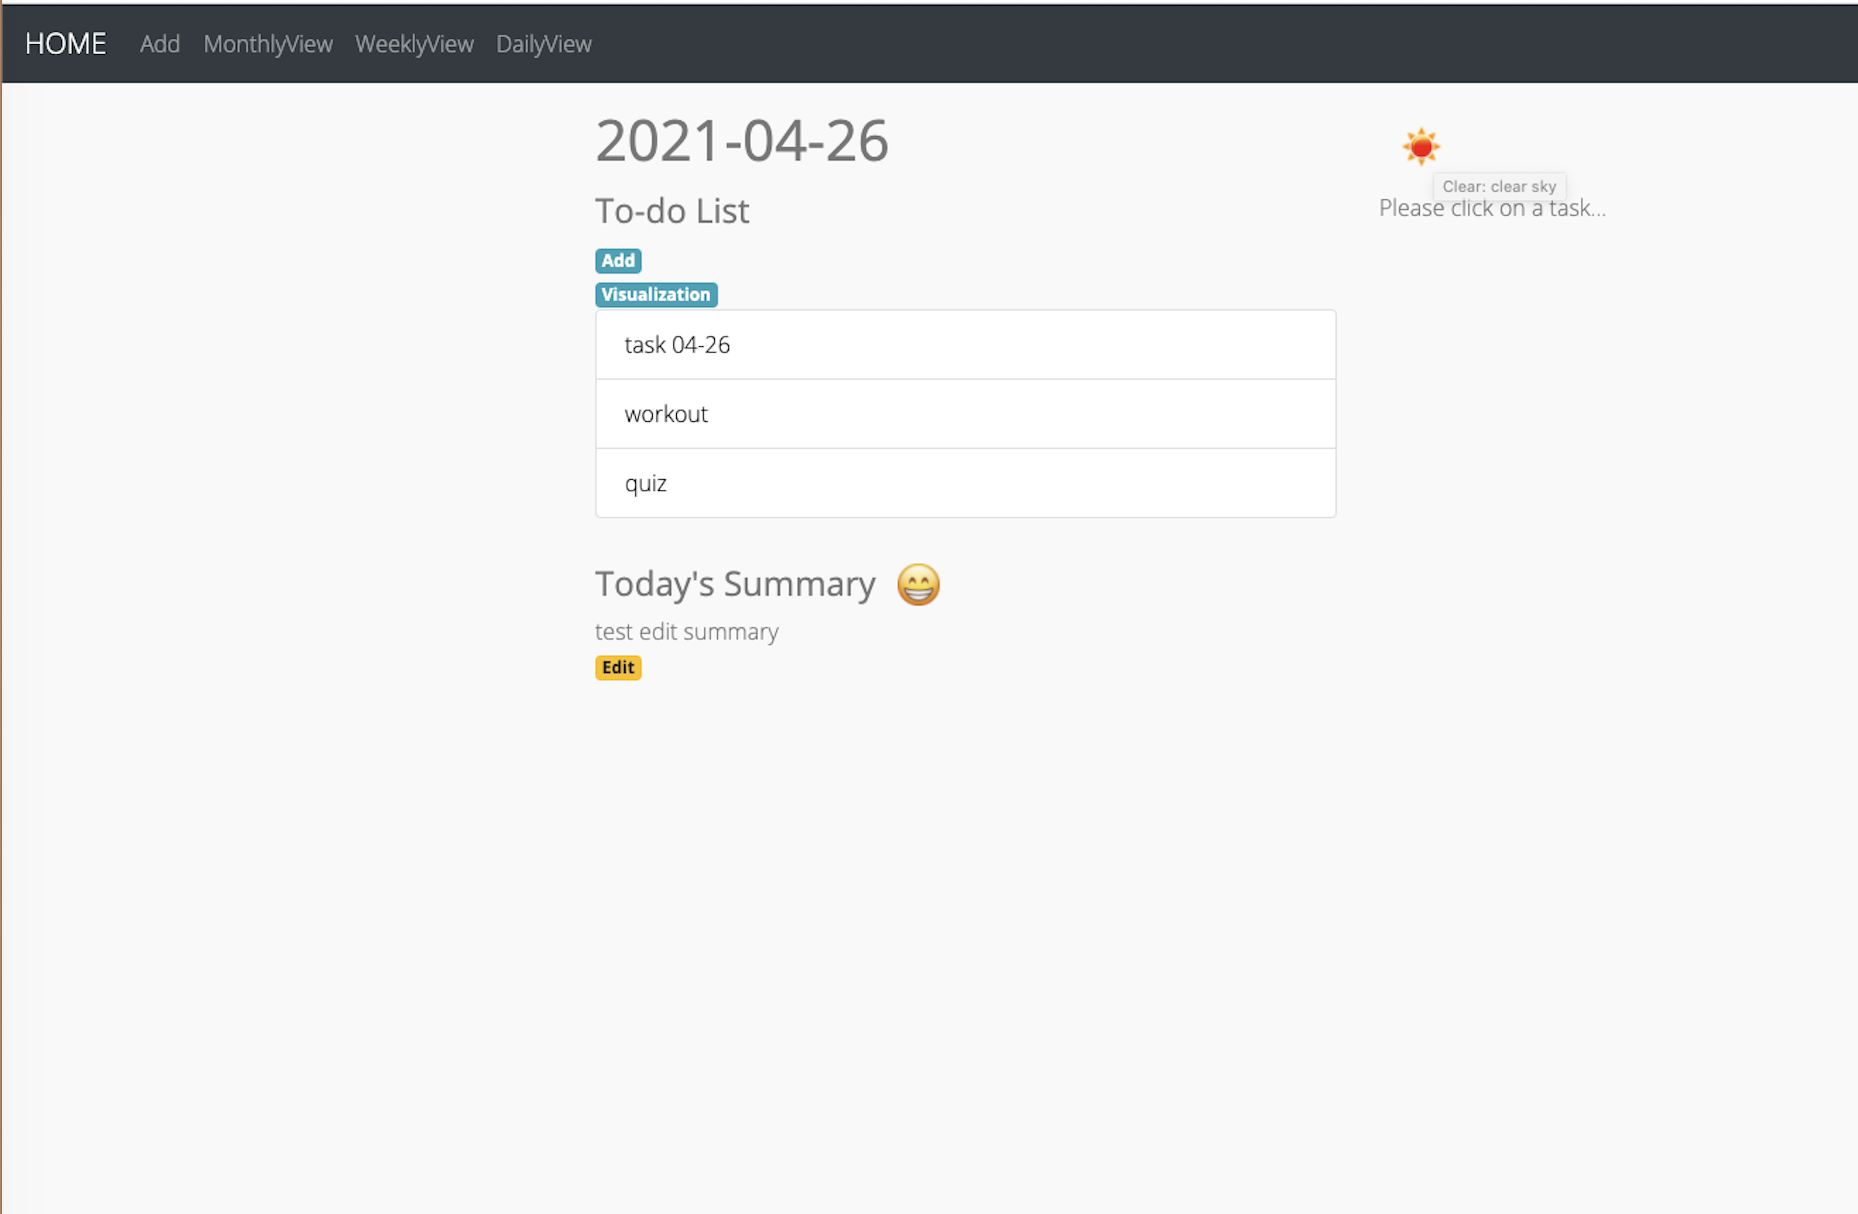 HOME Add MonthlyView WeeklyView DailyView
2021-04-26
Clear: clear sky
To-do List
Please click on a task...
Add
Visualization
task 04-26
workout
quiz
Today's Summary
test edit summary
Edit